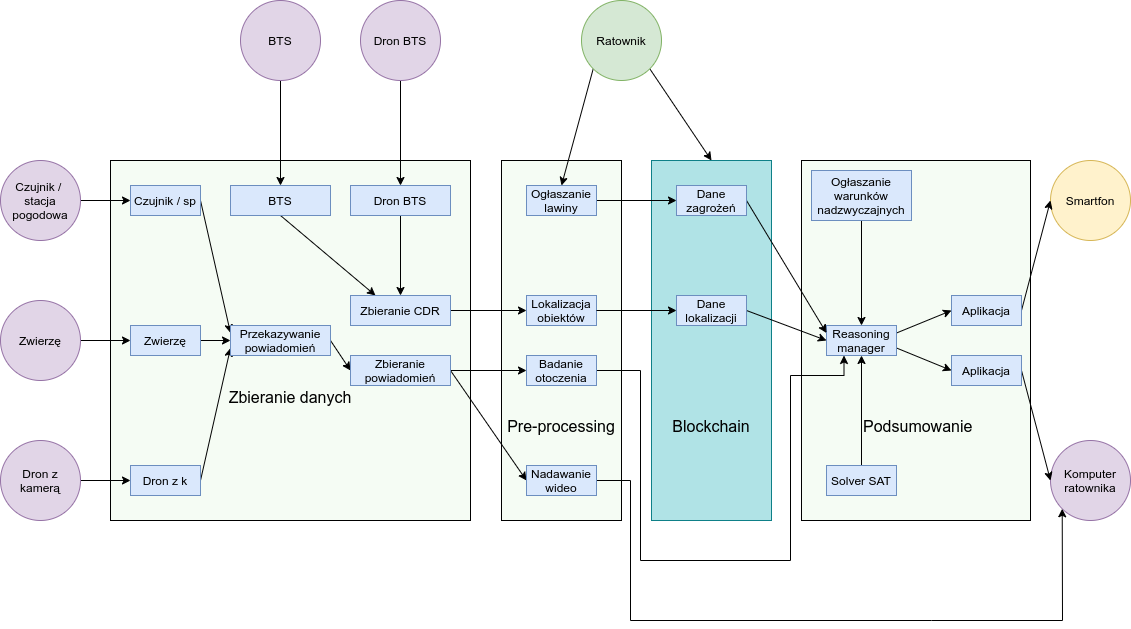 BTS
Dron BTS
Ratownik
Czujnik /
stacja
pogodowa
Czujnik / sp
BTS
Dron BTS
Ogłaszanie
lawiny
Dane
zagrożeń
Ogłaszanie
warunków
nadzwyczajnych
Smartfon
Zbieranie CDR
Lokalizacja
obiektów
Dane
lokalizacji
Aplikacja
Zwierzę
Zwierzę
Przekazywanie
powiadomień
Reasoning
manager
Zbieranie
powiadomień
Badanie
otoczenia
Aplikacja
Zbieranie danych
Pre-processing
Blockchain
Podsumowanie
Dron z
kamerą
Dron z k
Nadawanie
wideo
Solver SAT
Komputer
ratownika